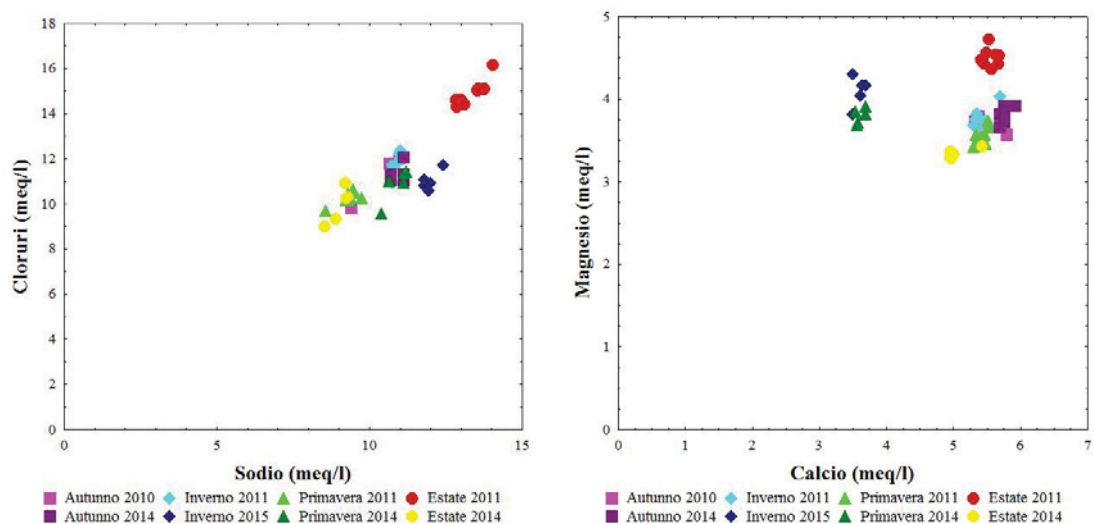 18
16
14
12
10
8
6
4
2
0
Cloruri (meq/l)
0 5 10 15
Sodio (meq/l)
Autunno 2010 Inverno 2011 Primavera 2011 Estate 2011
Autunno 2014 Inverno 2015 Primavera 2014 Estate 2014
5
4
3
2
1
0
Magnesio (meq/l)
0 1 2 3 4 5 6 7
Calcio (meq/l)
Autunno 2010 Inverno 2011 Primavera 2011 Estate 2011
Autunno 2014 Inverno 2015 Primavera 2014 Estate 2014